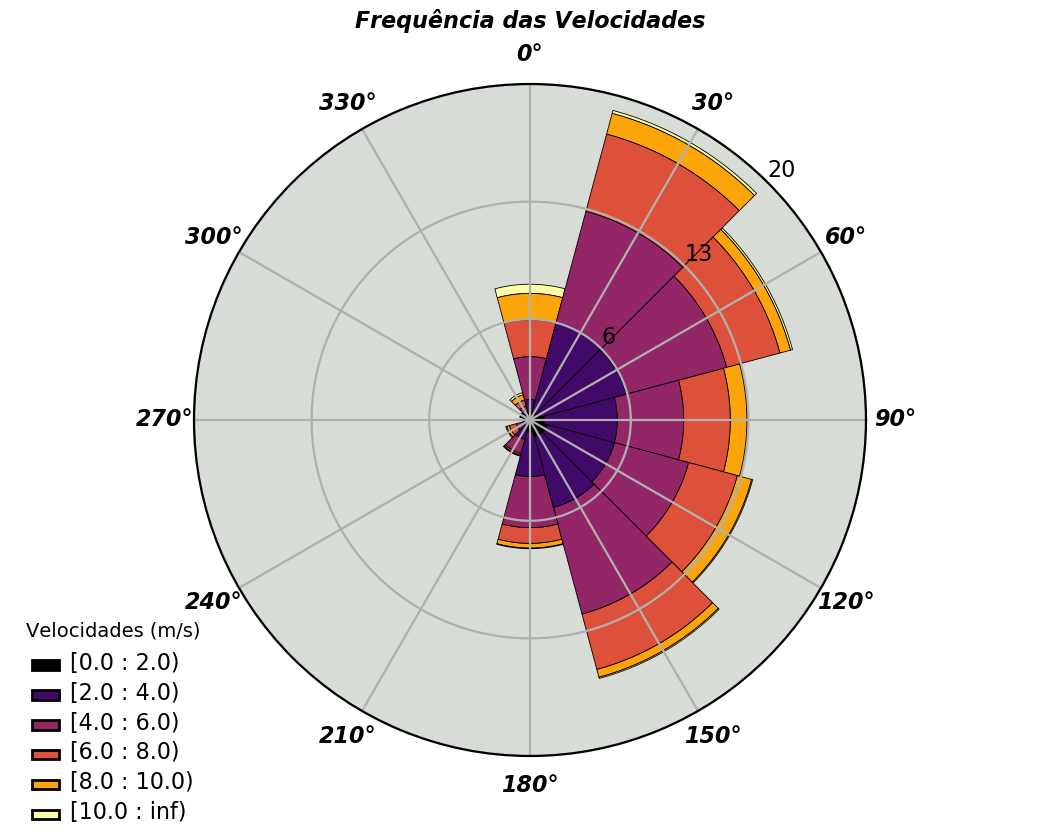 Frequência das Velocidades
0°
330°
30°
20
300°
60°
13
6
270°
90°
240°
120°
210°
150°
180°
Velocidades (m/s)
[0.0 : 2.0)
[2.0 : 4.0)
[4.0 : 6.0)
[6.0 : 8.0)
[8.0 : 10.0)
[10.0 : inf)